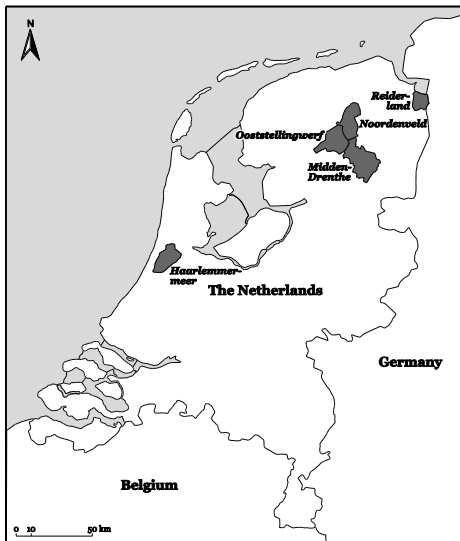 N
Reider-
land
Noordenveld
Ooststellingwerf
Midden-
Drenthe
Haarlemmer-
meer
The Netherlands
Germany
Belgium
0 10 50 km